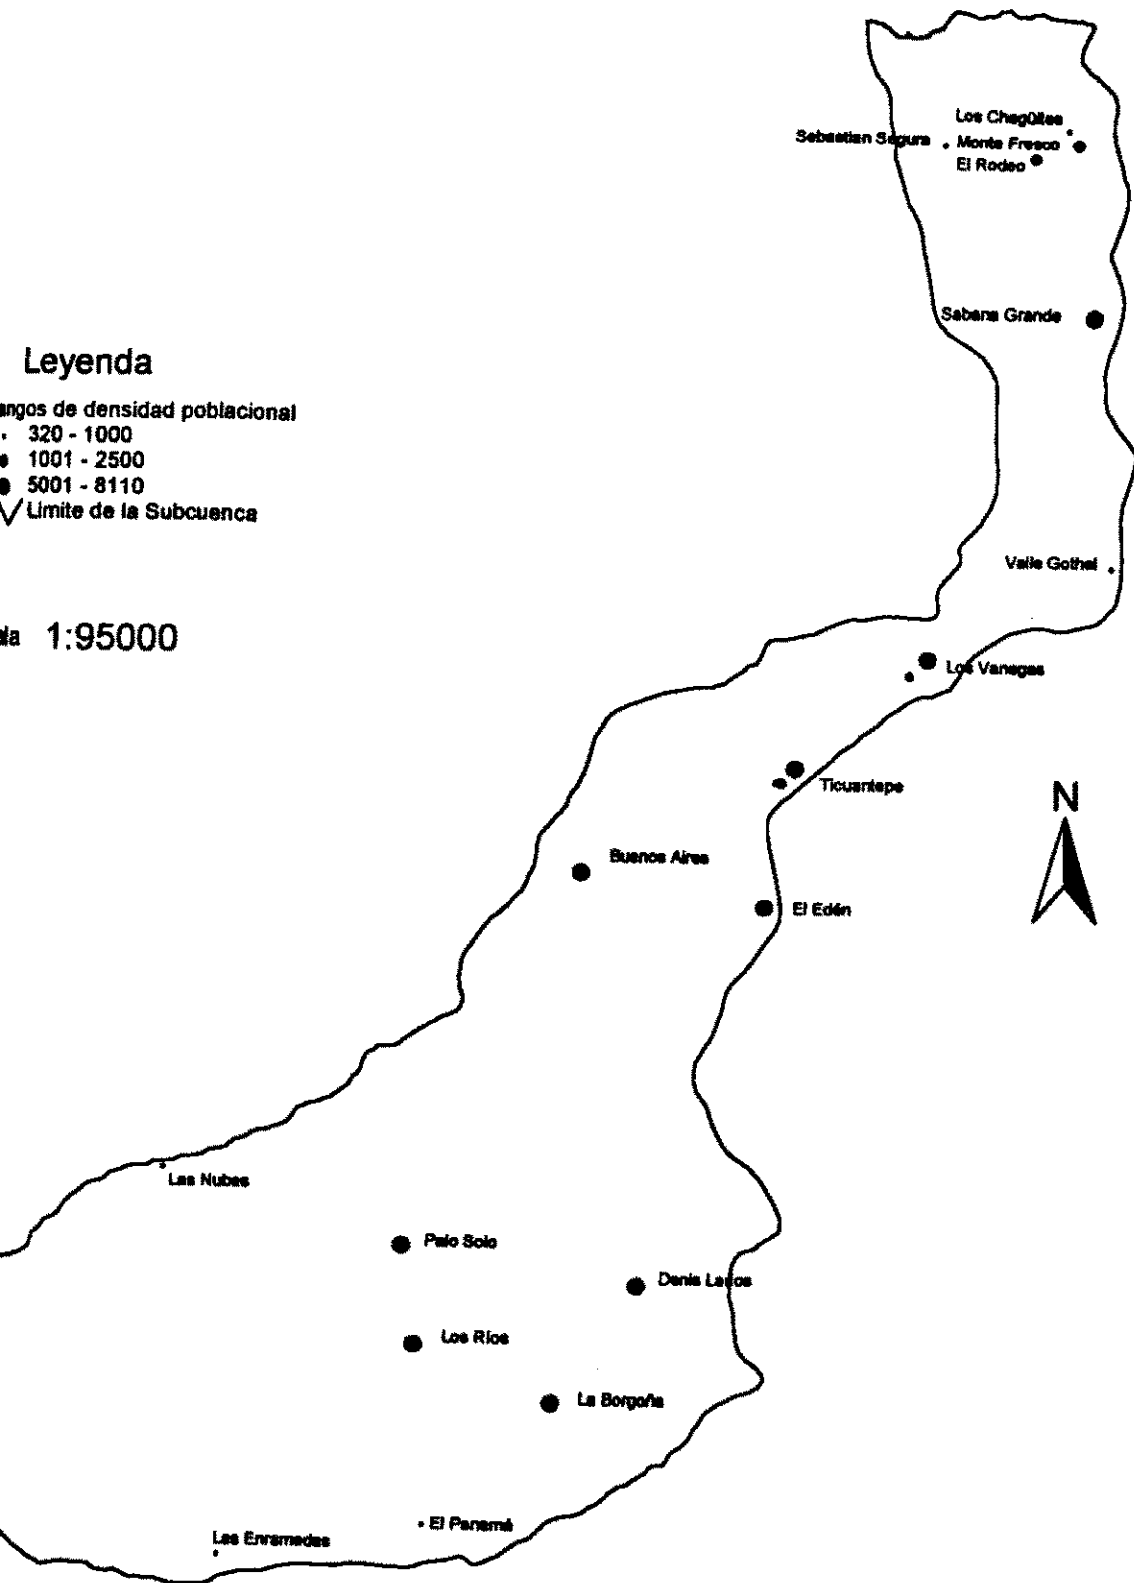 Los Chagüites
Sebastian Segura
Monte Fresco
El Rodeo
Sabana Grande
Leyenda
angos de densidad poblacional
320 - 1000
1001 - 2500
5001 - 8110
Limite de la Subcuenca
Valle Gothel
ala 1:95000
Los Vanegas
Ticuantepe
N
Buenos Aires
El Edén
Las Nubes
Palo Solo
Denis Larios
Los Ríos
La Borgoña
El Panamá
Las Enramadas